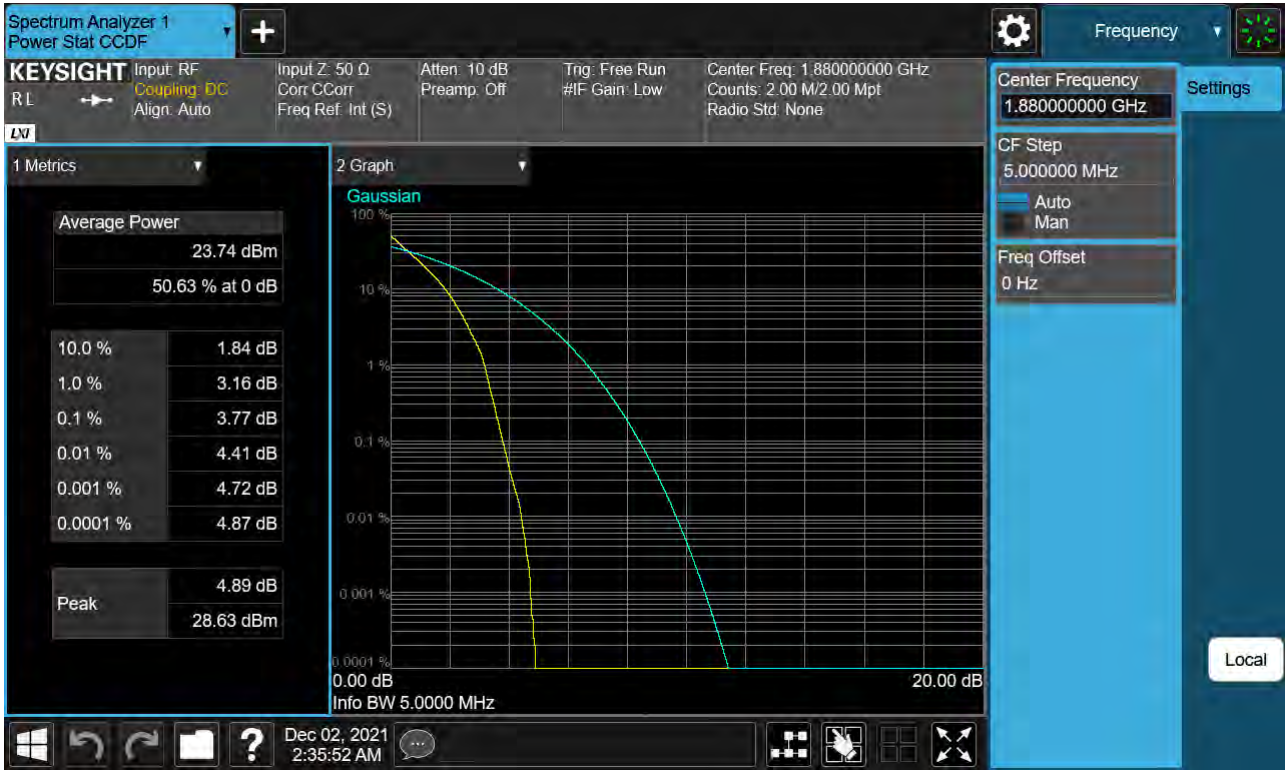 Spectrum Analyzer 1
Power Stat CCDF
Frequency
KEYSIGHT
R L
LXI
Input: RF
Coupling: DC
Align: Auto
Input Z: 50 Ω
Corr CCorr
Freq Ref: Int (S)
Atten: 10 dB
Preamp: Off
Trig: Free Run
#IF Gain: Low
Center Freq: 1.880000000 GHz
Counts: 2.00 M/2.00 Mpt
Radio Std: None
Center Frequency
1.880000000 GHz
Settings
CF Step
5.000000 MHz
Auto
Man
Freq Offset
0 Hz
Local
1 Metrics
Average Power
23.74 dBm
50.63 % at 0 dB
10.0 % 1.84 dB
1.0 % 3.16 dB
0.1 % 3.77 dB
0.01 % 4.41 dB
0.001 % 4.72 dB
0.0001 % 4.87 dB
Peak
4.89 dB
28.63 dBm
2 Graph
Gaussian
100 %
10 %
1 %
0.1 %
0.01 %
0.001 %
0.0001 %
0.00 dB 20.00 dB
Info BW 5.0000 MHz
?
Dec 02, 2021
2:35:52 AM